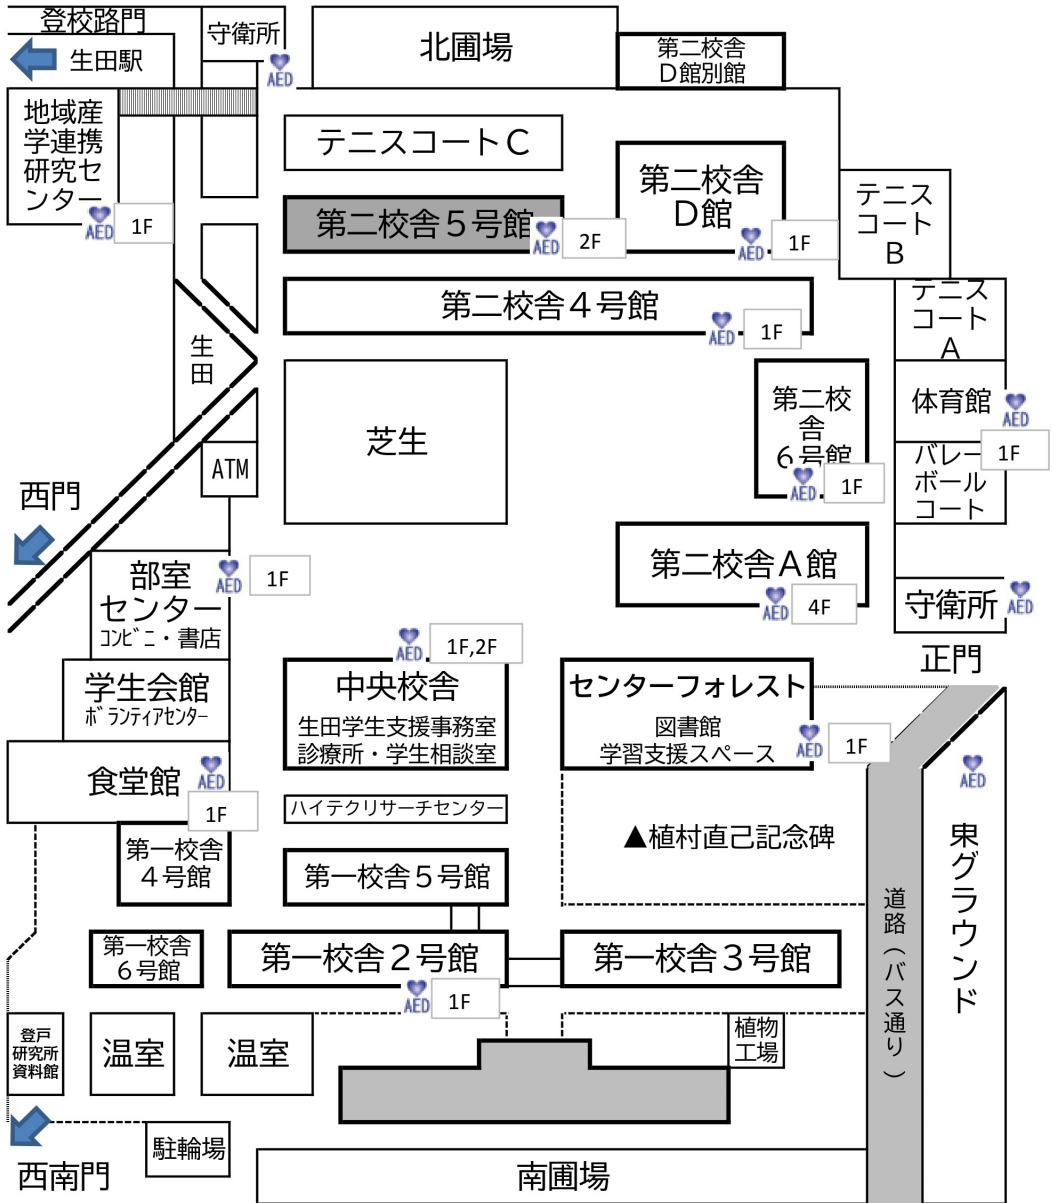 登校路門
生田駅
守衛所
AED
北圃場
第二校舎
D館別館
地域産
学連携
研究セ
ンター
AED
1F
テニスコートC
第二校舎
D館
AED
1F
テニス
コート
B
第二校舎5号館
AED
2F
第二校舎4号館
AED
1F
テニス
コート
A
生
田
芝生
第二校
舎
6号館
AED
1F
体育館
AED
1F
バレー
ボール
コート
ATM
西門
第二校舎A館
AED
4F
守衛所
AED
正門
部室
センター
コンビニ・書店
AED
1F
学生会館
ボランティアセンター
中央校舎
生田学生支援事務室
診療所・学生相談室
AED
1F,2F
センターフォレスト
図書館
学習支援スペース
AED
1F
AED
食堂館
AED
1F
ハイテクリサーチセンター
▲植村直己記念碑
東グラウンド
道路(バス通り)
第一校舎
4号館
第一校舎5号館
第一校舎
6号館
第一校舎2号館
AED
1F
第一校舎3号館
登戸
研究所
資料館
温室
温室
植物
工場
西南門
駐輪場
南圃場